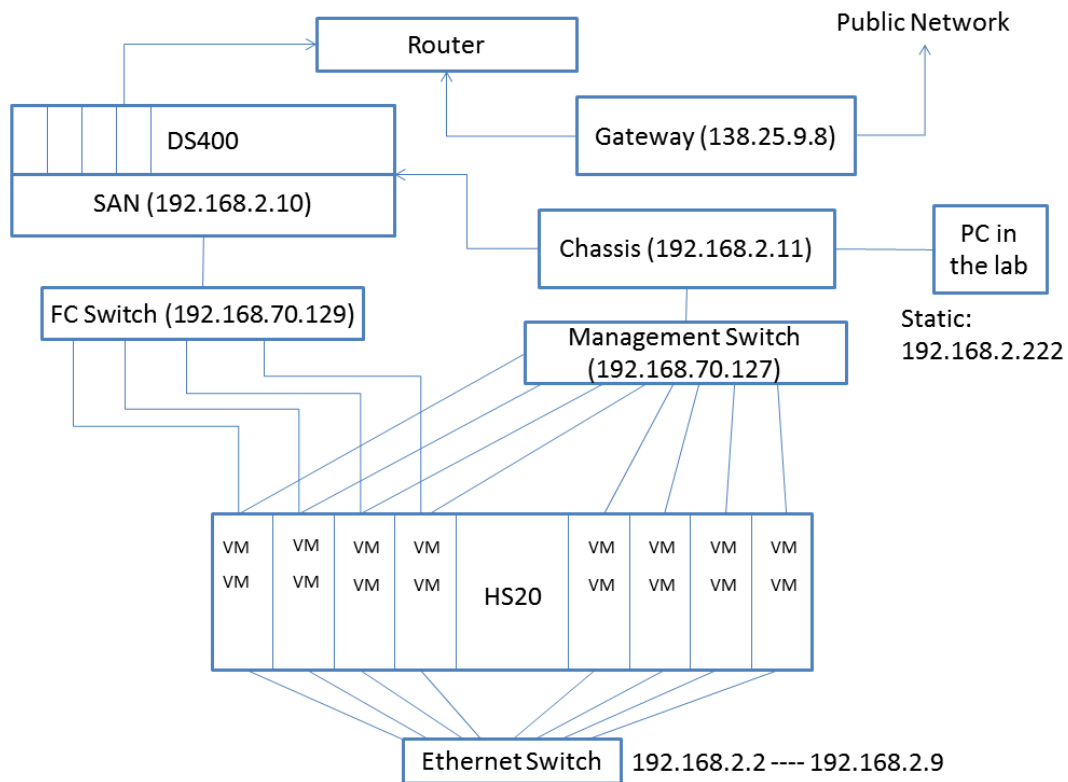 Public Network
Router
DS400
Gateway (138.25.9.8)
SAN (192.168.2.10)
Chassis (192.168.2.11)
PC in
the lab
FC Switch (192.168.70.129)
Static:
192.168.2.222
Management Switch
(192.168.70.127)
VM VM VM VM VM VM VM VM
VM VM VM VM VM VM VM VM
HS20
Ethernet Switch 192.168.2.2 ---- 192.168.2.9